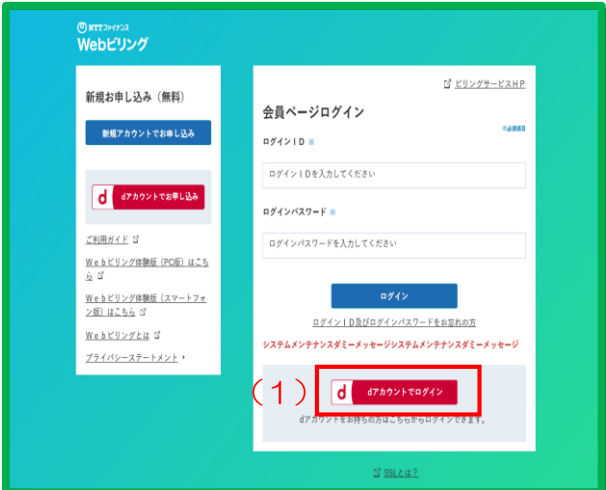 NTTファイナンス
Webビリング
新規お申し込み（無料）
新規アカウントでお申し込み
d dアカウントでお申し込み
ご利用ガイド
Ｗｅｂビリング体験版（PC版）はこち
ら
Ｗｅｂビリング体験版（スマートフォ
ン版）はこちら
Ｗｅｂビリングとは
プライバシーステートメント
ビリングサービスＨＰ
会員ページログイン
※必須項目
ログインＩＤ ※
ログインＩＤを入力してください
ログインパスワード ※
ログインパスワードを入力してください
ログイン
ログインＩＤ及びログインパスワードをお忘れの方
システムメンテナンスダミーメッセージシステムメンテナンスダミーメッセージ
（１） d dアカウントでログイン
dアカウントをお持ちの方はこちらからログインできます。
SSLとは？